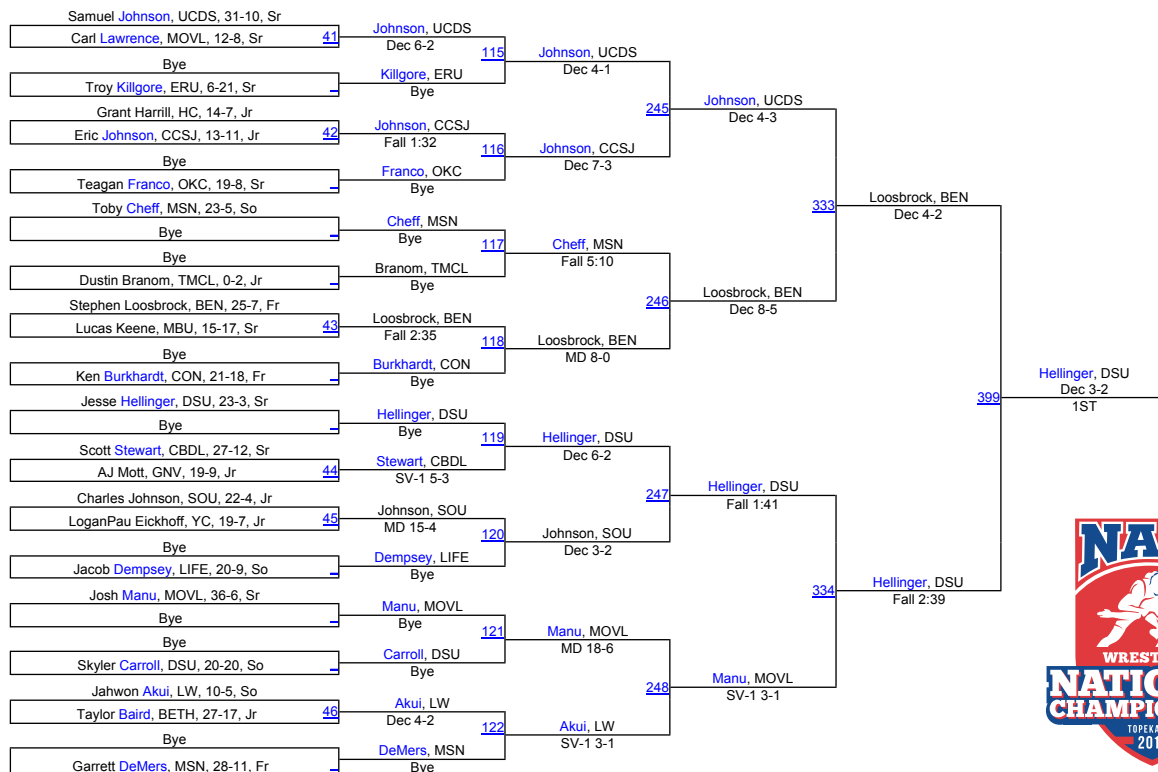 Samuel Johnson, UCDS, 31-10, Sr
Carl Lawrence, MOVL, 12-8, Sr
41
Bye
Troy Killgore, ERU, 6-21, Sr
Grant Harrill, HC, 14-7, Jr
Eric Johnson, CCSJ, 13-11, Jr
42
Bye
Teagan Franco, OKC, 19-8, Sr
Toby Cheff, MSN, 23-5, So
Bye
Bye
Dustin Branom, TMCL, 0-2, Jr
Stephen Loosbrock, BEN, 25-7, Fr
Lucas Keene, MBU, 15-17, Sr
43
Bye
Ken Burkhardt, CON, 21-18, Fr
Jesse Hellinger, DSU, 23-3, Sr
Bye
Scott Stewart, CBDL, 27-12, Sr
AJ Mott, GNV, 19-9, Jr
44
Charles Johnson, SOU, 22-4, Jr
LoganPau Eickhoff, YC, 19-7, Jr
45
Bye
Jacob Dempsey, LIFE, 20-9, So
Josh Manu, MOVL, 36-6, Sr
Bye
Bye
Skyler Carroll, DSU, 20-20, So
Jahwon Akui, LW, 10-5, So
Taylor Baird, BETH, 27-17, Jr
46
Bye
Garrett DeMers, MSN, 28-11, Fr
Johnson, UCDS
Dec 6-2
115
Killgore, ERU
Bye
Johnson, CCSJ
Fall 1:32
116
Franco, OKC
Bye
Cheff, MSN
Bye
117
Branom, TMCL
Bye
Loosbrock, BEN
Fall 2:35
118
Burkhardt, CON
Bye
Hellinger, DSU
Bye
119
Stewart, CBDL
SV-1 5-3
Johnson, SOU
MD 15-4
120
Dempsey, LIFE
Bye
Manu, MOVL
Bye
121
Carroll, DSU
Bye
Akui, LW
Dec 4-2
122
DeMers, MSN
Bye
Johnson, UCDS
Dec 4-1
245
Johnson, CCSJ
Dec 7-3
Cheff, MSN
Fall 5:10
246
Loosbrock, BEN
MD 8-0
Hellinger, DSU
Dec 6-2
247
Johnson, SOU
Dec 3-2
Manu, MOVL
MD 18-6
248
Akui, LW
SV-1 3-1
Johnson, UCDS
Dec 4-3
333
Loosbrock, BEN
Dec 8-5
Hellinger, DSU
Fall 1:41
334
Manu, MOVL
SV-1 3-1
Loosbrock, BEN
Dec 4-2
399
Hellinger, DSU
Fall 2:39
Hellinger, DSU
Dec 3-2
1ST
NA
WREST
NATIO
CHAMPIO
TOPEKA
201